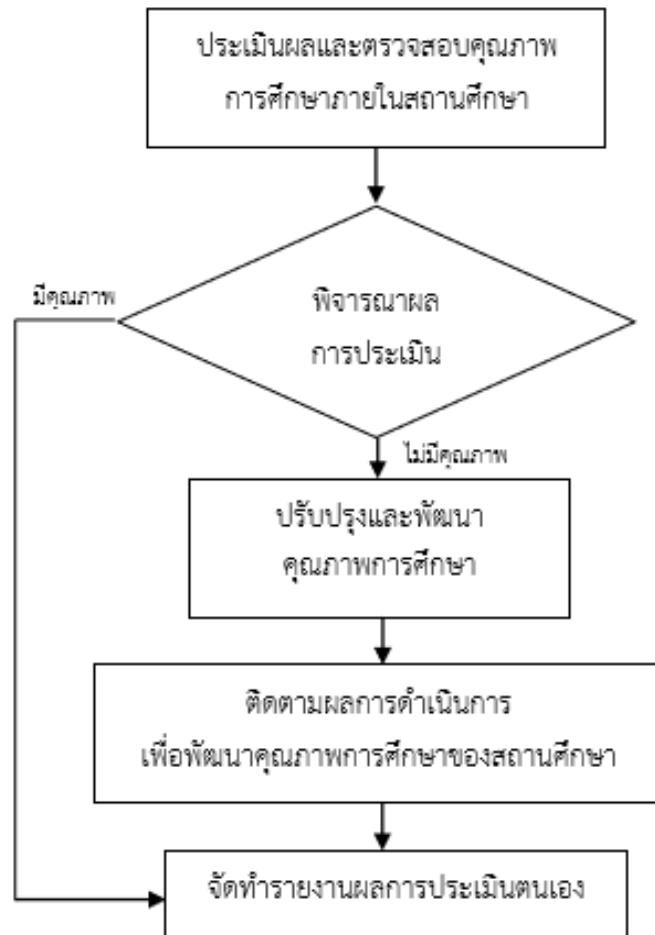 ประเมินผลและตรวจสอบคุณภาพ
การศึกษาภายในสถานศึกษา
มีคุณภาพ
พิจารณาผล
การประเมิน
ไม่มีคุณภาพ
ปรับปรุงและพัฒนา
คุณภาพการศึกษา
ติดตามผลการดำเนินการ
เพื่อพัฒนาคุณภาพการศึกษาของสถานศึกษา
จัดทำรายงานผลการประเมินตนเอง